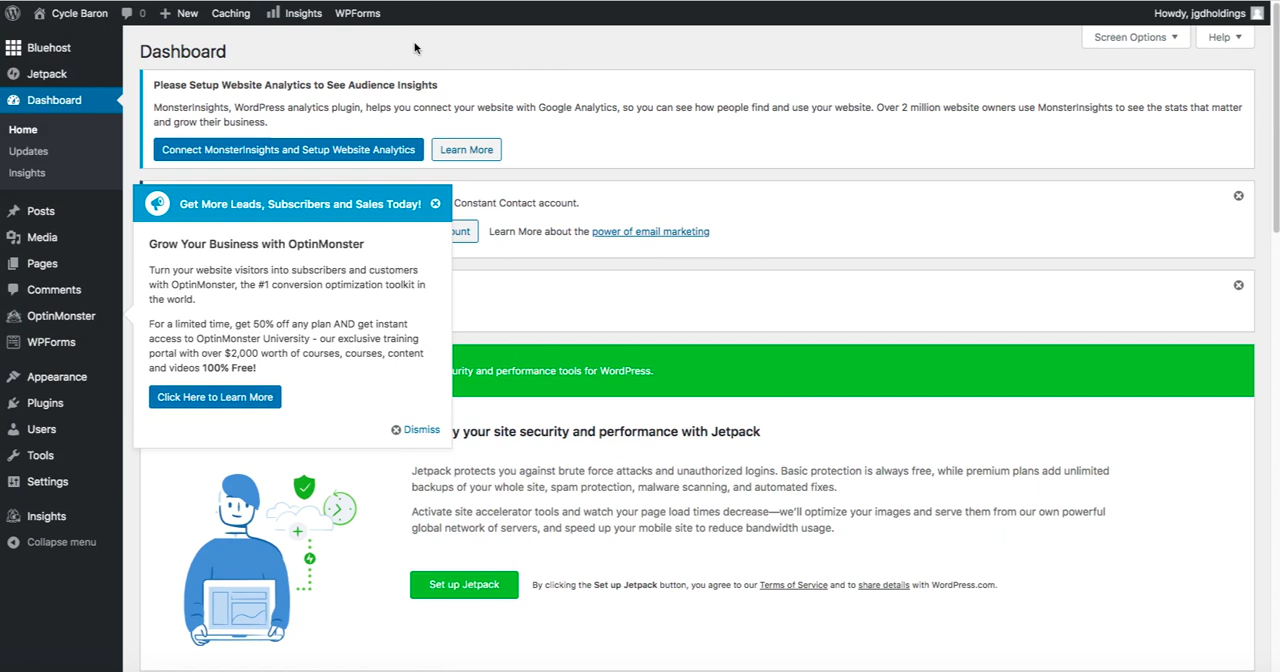 Cycle Baron
0
New
Caching
Insights
WPForms
Howdy, jgdholdings
Bluehost
Jetpack
Dashboard
Home
Updates
Insights
Posts
Media
Pages
Comments
OptinMonster
WPForms
Appearance
Plugins
Users
Tools
Settings
Insights
Collapse menu
Dashboard
Screen Options
Help
Please Setup Website Analytics to See Audience Insights
MonsterInsights, WordPress analytics plugin, helps you connect your website with Google Analytics, so you can see how people find and use your website. Over 2 million website owners use MonsterInsights to see the stats that matter
and grow their business.
Connect MonsterInsights and Setup Website Analytics
Learn More
Get More Leads, Subscribers and Sales Today!
Constant Contact account.
ount
Learn More about the power of email marketing
Grow Your Business with OptinMonster
Turn your website visitors into subscribers and customers
with OptinMonster, the #1 conversion optimization toolkit in
the world.
For a limited time, get 50% off any plan AND get instant
access to OptinMonster University - our exclusive training
portal with over $2,000 worth of courses, courses, content
and videos 100% Free!
Click Here to Learn More
Dismiss
urity and performance tools for WordPress.
y your site security and performance with Jetpack
Jetpack protects you against brute force attacks and unauthorized logins. Basic protection is always free, while premium plans add unlimited
backups of your whole site, spam protection, malware scanning, and automated fixes.
Activate site accelerator tools and watch your page load times decrease—we'll optimize your images and serve them from our own powerful
global network of servers, and speed up your mobile site to reduce bandwidth usage.
Set up Jetpack
By clicking the Set up Jetpack button, you agree to our Terms of Service and to share details with WordPress.com.